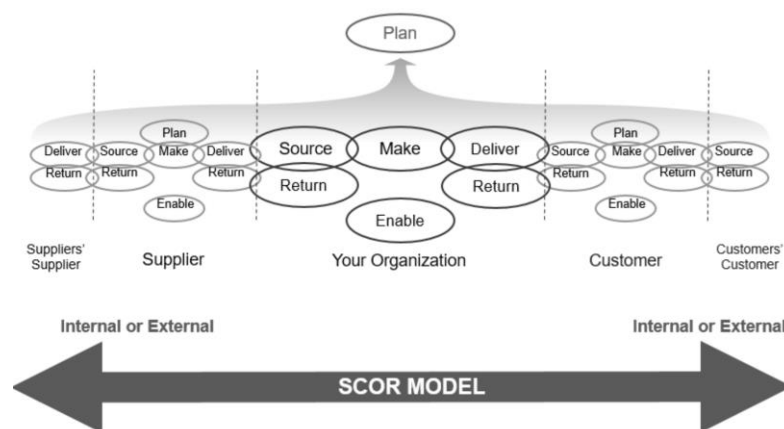 Plan
Plan
Plan
Deliver Source Make Deliver Source Make Deliver Source Make Deliver Source
Return Return Return Return Return Return Return Return
Enable Enable Enable
Suppliers' Supplier Your Organization Customer Customers'
Supplier Customer
Internal or External Internal or External
SCOR MODEL